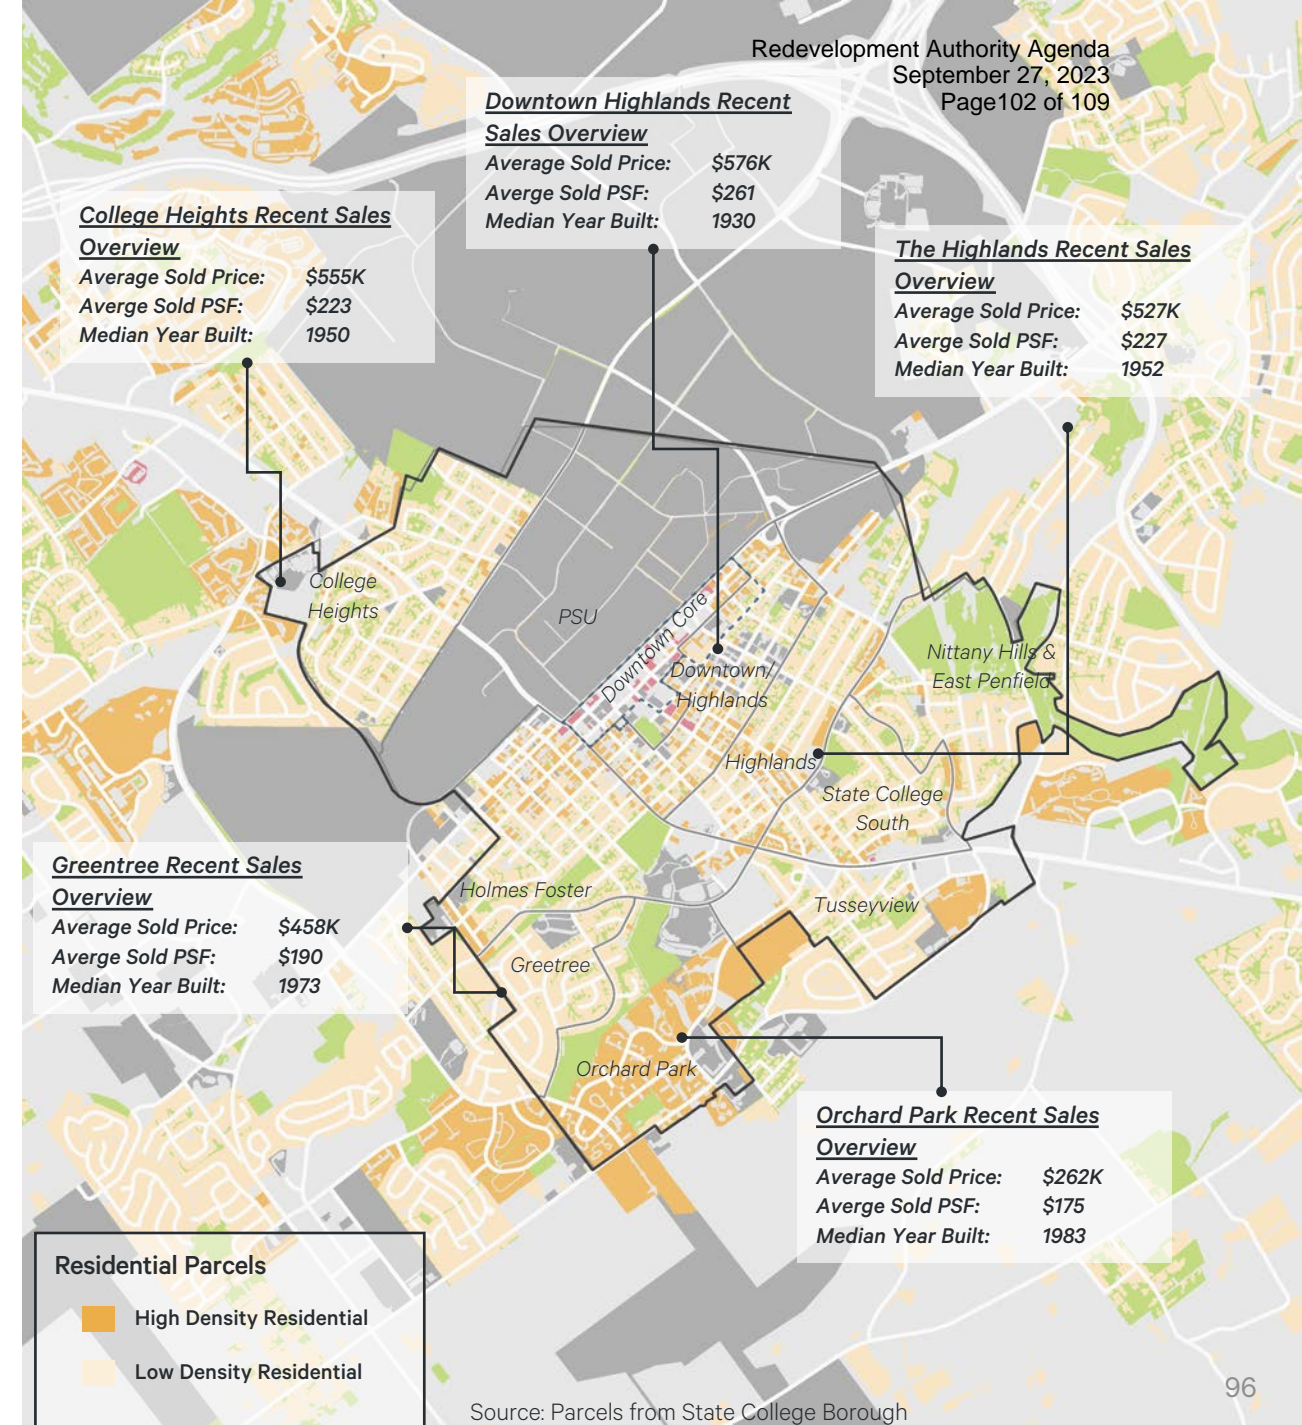 Redevelopment Authority Agenda
September 27, 2023
Page102 of 109
Downtown Highlands Recent
Sales Overview
Average Sold Price: $576K
Averge Sold PSF: $261
Median Year Built: 1930
College Heights Recent Sales
Overview
Average Sold Price: $555K
Averge Sold PSF: $223
Median Year Built: 1950
The Highlands Recent Sales
Overview
Average Sold Price: $527K
Averge Sold PSF: $227
Median Year Built: 1952
College
Heights
PSU
Downtown Core
Downtown/
Highlands
Nittany Hills &
East Penfield
Highlands
State College
South
Holmes Foster
Tusseyview
Greetree
Orchard Park
Greentree Recent Sales
Overview
Average Sold Price: $458K
Averge Sold PSF: $190
Median Year Built: 1973
Orchard Park Recent Sales
Overview
Average Sold Price: $262K
Averge Sold PSF: $175
Median Year Built: 1983
Residential Parcels
High Density Residential
Low Density Residential
96
Source: Parcels from State College Borough